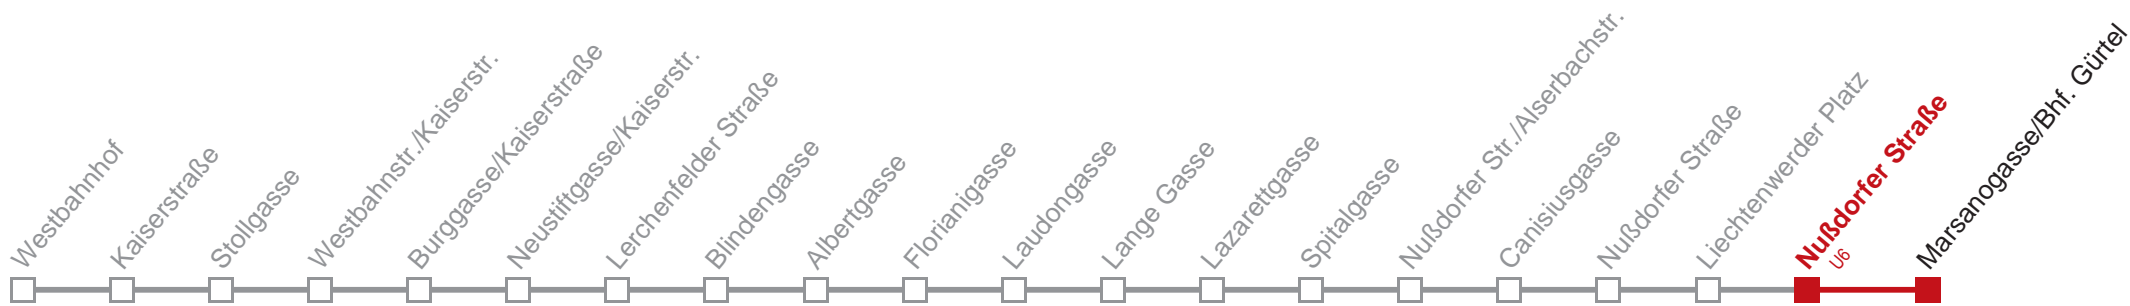 Westbahnhof
Kaiserstraße
Stollgasse
Westbahnstr./Kaiserstr.
Burggasse/Kaiserstraße
Neustiftgasse/Kaiserstr.
Lerchenfelder Straße
Blindengasse
Albertgasse
Florianigasse
Laudongasse
Lange Gasse
Lazarettgasse
Spitalgasse
Nußdorfer Str./Alserbachstr.
Canisiusgasse
Nußdorfer Straße
Liechtenwerder Platz
Nußdorfer Straße
U6
Marsanogasse/Bhf. Gürtel